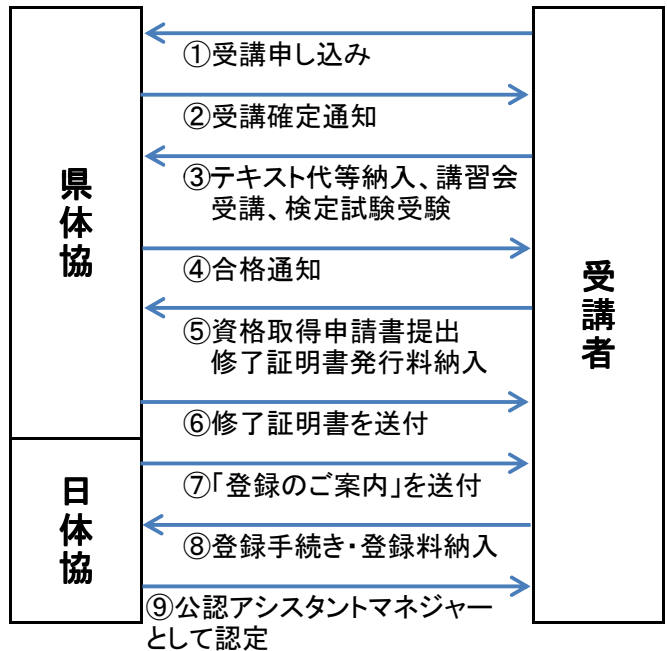 ①受講申し込み
②受講確定通知
③テキスト代等納入、講習会
受講、検定試験受験
県体協
④合格通知
受講者
⑤資格取得申請書提出
修了証明書発行料納入
⑥修了証明書を送付
⑦「登録のご案内」を送付
日体協
⑧登録手続き・登録料納入
⑨公認アシスタントマネジャー
として認定